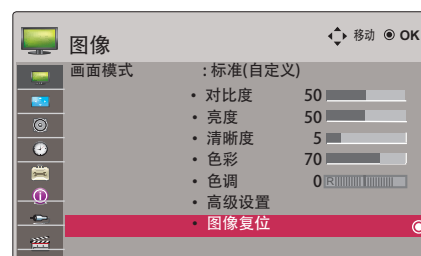 图像
移动 OK
画面模式 : 标准(自定义)
• 对比度 50
• 亮度 50
• 清晰度 5
• 色彩 70
• 色调 0 R
• 高级设置
• 图像复位